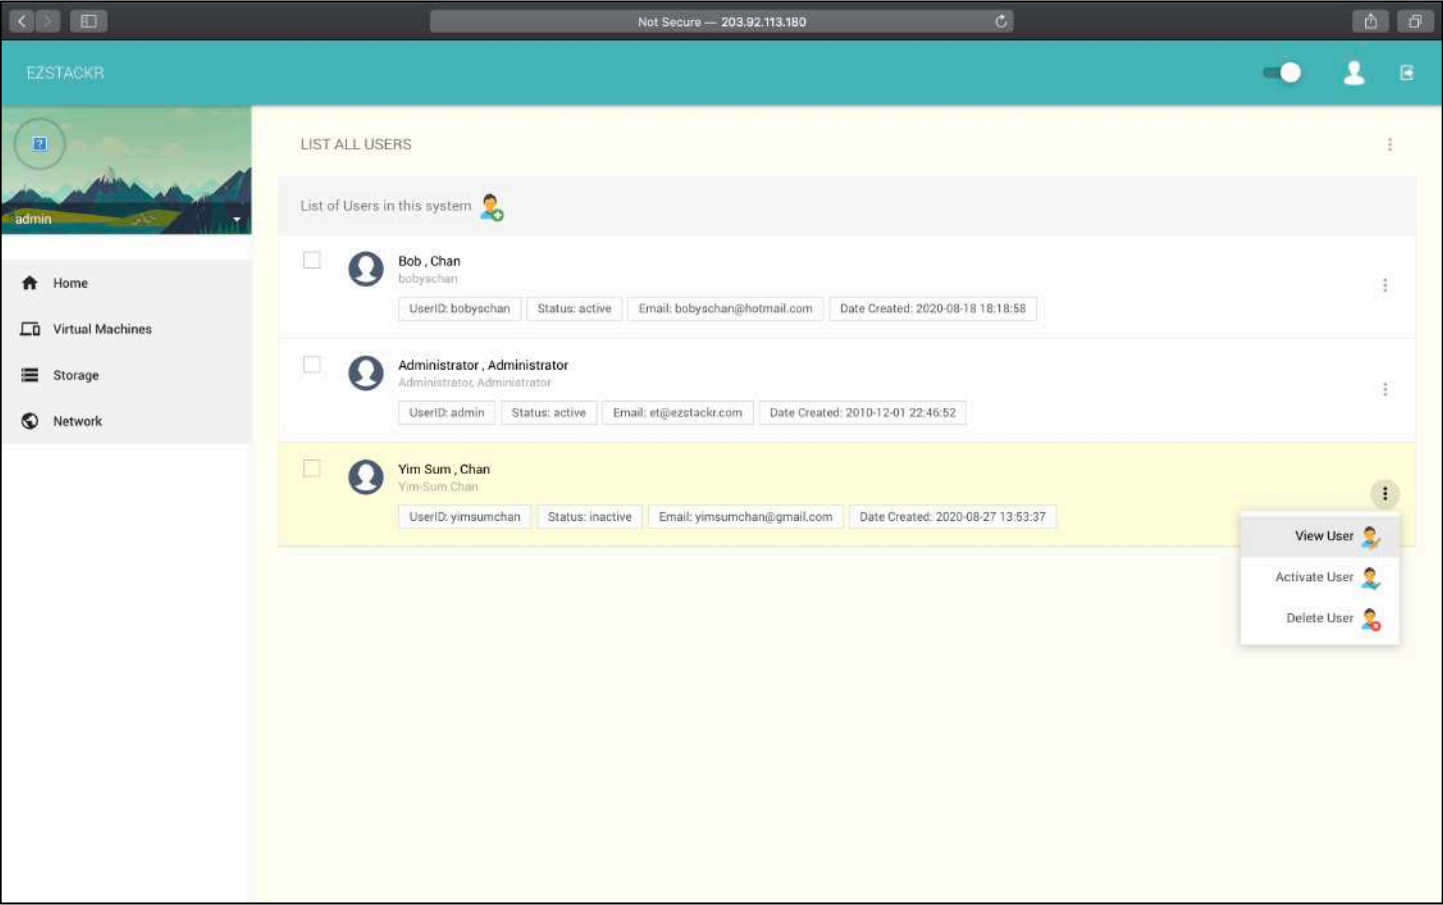 Not Secure — 203.92.113.180
EZSTACKR
admin
Home
Virtual Machines
Storage
Network
LIST ALL USERS
List of Users in this system
Bob , Chan
bobyschan
UserID: bobyschan Status: active Email: bobyschan@hotmail.com Date Created: 2020-08-18 18:18:58
Administrator , Administrator
Administrator, Administrator
UserID: admin Status: active Email: et@ezstackr.com Date Created: 2010-12-01 22:46:52
Yim Sum , Chan
Yim-Sum Chan
UserID: yimsumchan Status: inactive Email: yimsumchan@gmail.com Date Created: 2020-08-27 13:53:37
View User
Activate User
Delete User